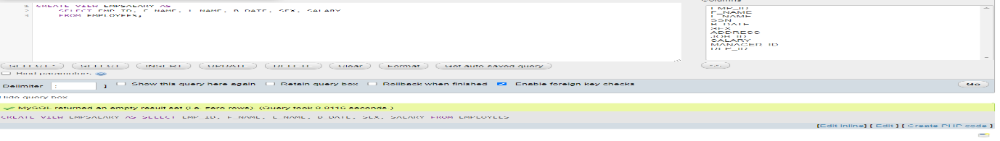 1 CREATE VIEW EMPSALARY AS
2 SELECT EMP_ID, F_NAME, L_NAME, B_DATE, SEX, SALARY
3 FROM EMPLOYEES;
Columns
EMP_ID
F_NAME
L_NAME
SSN
B_DATE
SEX
ADDRESS
JOB_ID
SALARY
MANAGER_ID
DEP_ID
SELECT * SELECT INSERT UPDATE DELETE Clear Format Get auto-saved query
<<
Bind parameters
Delimiter ; ] Show this query here again Retain query box Rollback when finished Enable foreign key checks Go
Hide query box
MySQL returned an empty result set (i.e. zero rows). (Query took 0.0116 seconds.)
CREATE VIEW EMPSALARY AS SELECT EMP_ID, F_NAME, L_NAME, B_DATE, SEX, SALARY FROM EMPLOYEES
[Edit inline] [ Edit ] [ Create PHP code ]